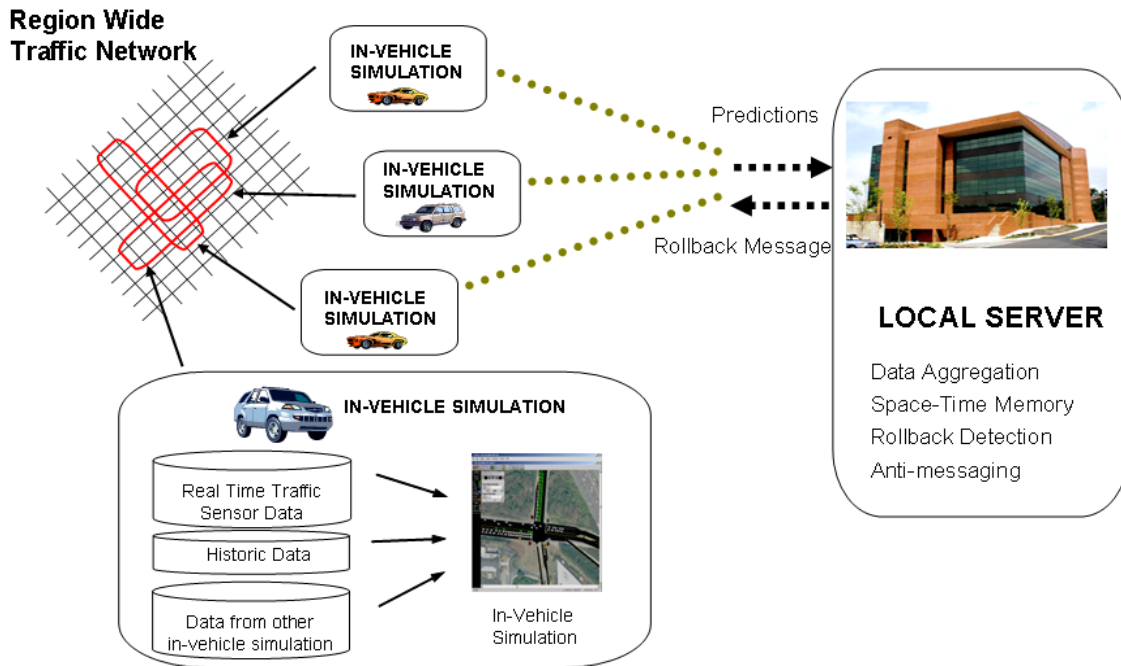 Region Wide
Traffic Network
IN-VEHICLE
SIMULATION
IN-VEHICLE
SIMULATION
IN-VEHICLE
SIMULATION
Predictions
Rollback Message
LOCAL SERVER
Data Aggregation
Space-Time Memory
Rollback Detection
Anti-messaging
IN-VEHICLE SIMULATION
Real Time Traffic
Sensor Data
Historic Data
Data from other
in-vehicle simulation
In-Vehicle
Simulation